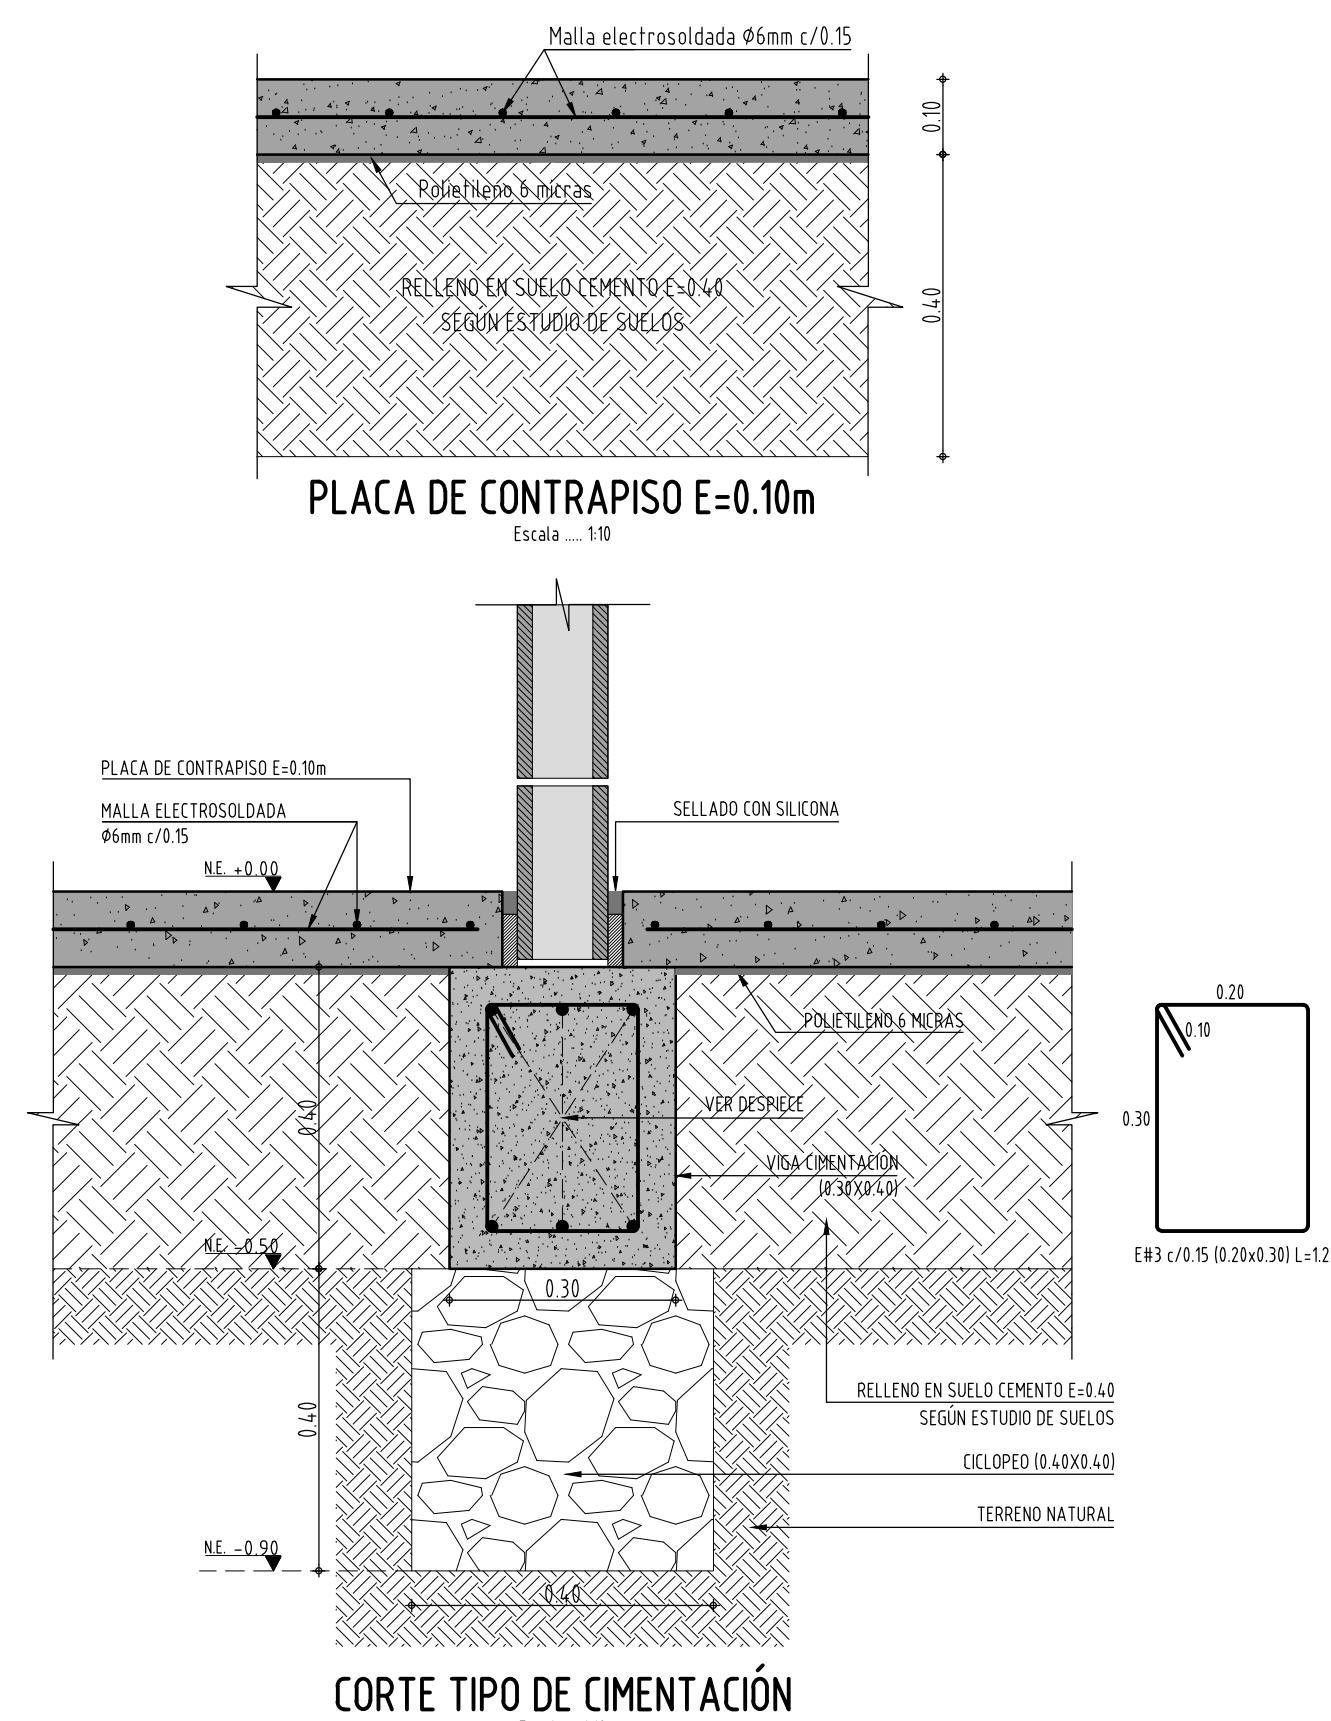 Malla electrosoldada Ø6mm c/0.15
0.10
Polietileno 6 micras
RELLENO EN SUELO CEMENTO E=0.40
SEGÚN ESTUDIO DE SUELOS
0.40
PLACA DE CONTRAPISO E=0.10m
Escala ..... 1:10
PLACA DE CONTRAPISO E=0.10m
MALLA ELECTROSOLDADA
Ø6mm c/0.15
SELLADO CON SILICONA
N.E. +0.00
0.20
POLIETILENO 6 MICRAS
0.10
0.40
VER DESPIECE
0.30
VIGA CIMENTACIÓN
(0.30X0.40)
N.E. -0.50
E#3 c/0.15 (0.20x0.30) L=1.2
0.30
RELLENO EN SUELO CEMENTO E=0.40
0.40
SEGÚN ESTUDIO DE SUELOS
CICLOPEO (0.40X0.40)
TERRENO NATURAL
N.E. -0.90
0.40
CORTE TIPO DE CIMENTACIÓN